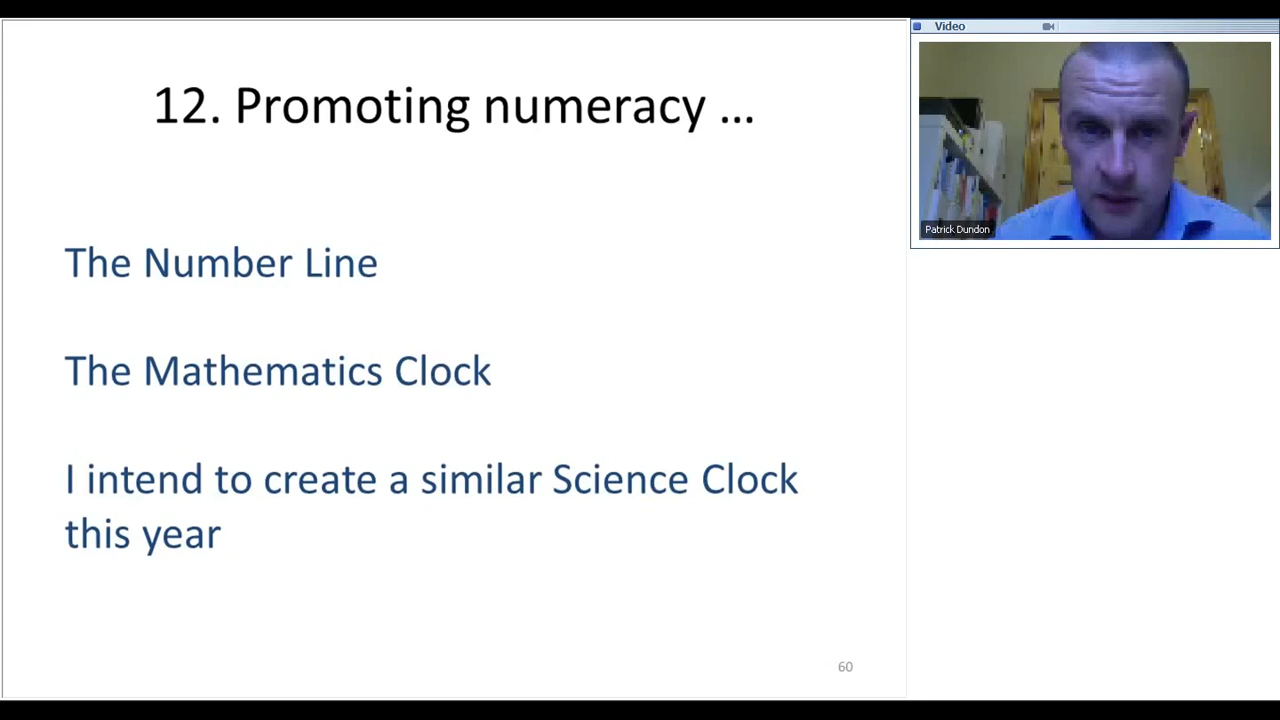 12. Promoting numeracy ...
The Number Line
The Mathematics Clock
I intend to create a similar Science Clock
this year
60
Video
Patrick Dundon